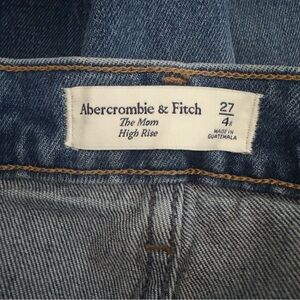 Abercrombie & Fitch
The Mom
High Rise
27
4R
MADE IN
GUATEMALA